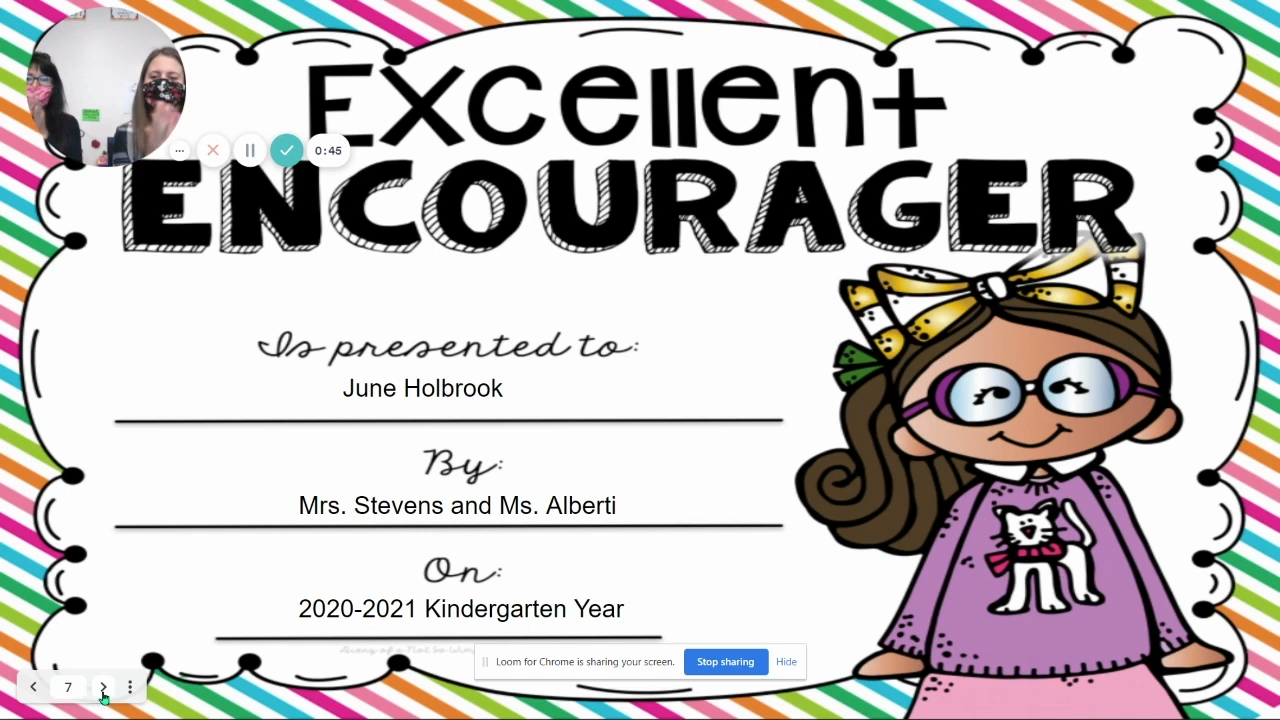 Excellent
0:45
ENCOURAGER
Is presented to:
June Holbrook
By:
Mrs. Stevens and Ms. Alberti
On:
2020-2021 Kindergarten Year
Loom for Chrome is sharing your screen. Stop sharing Hide
7